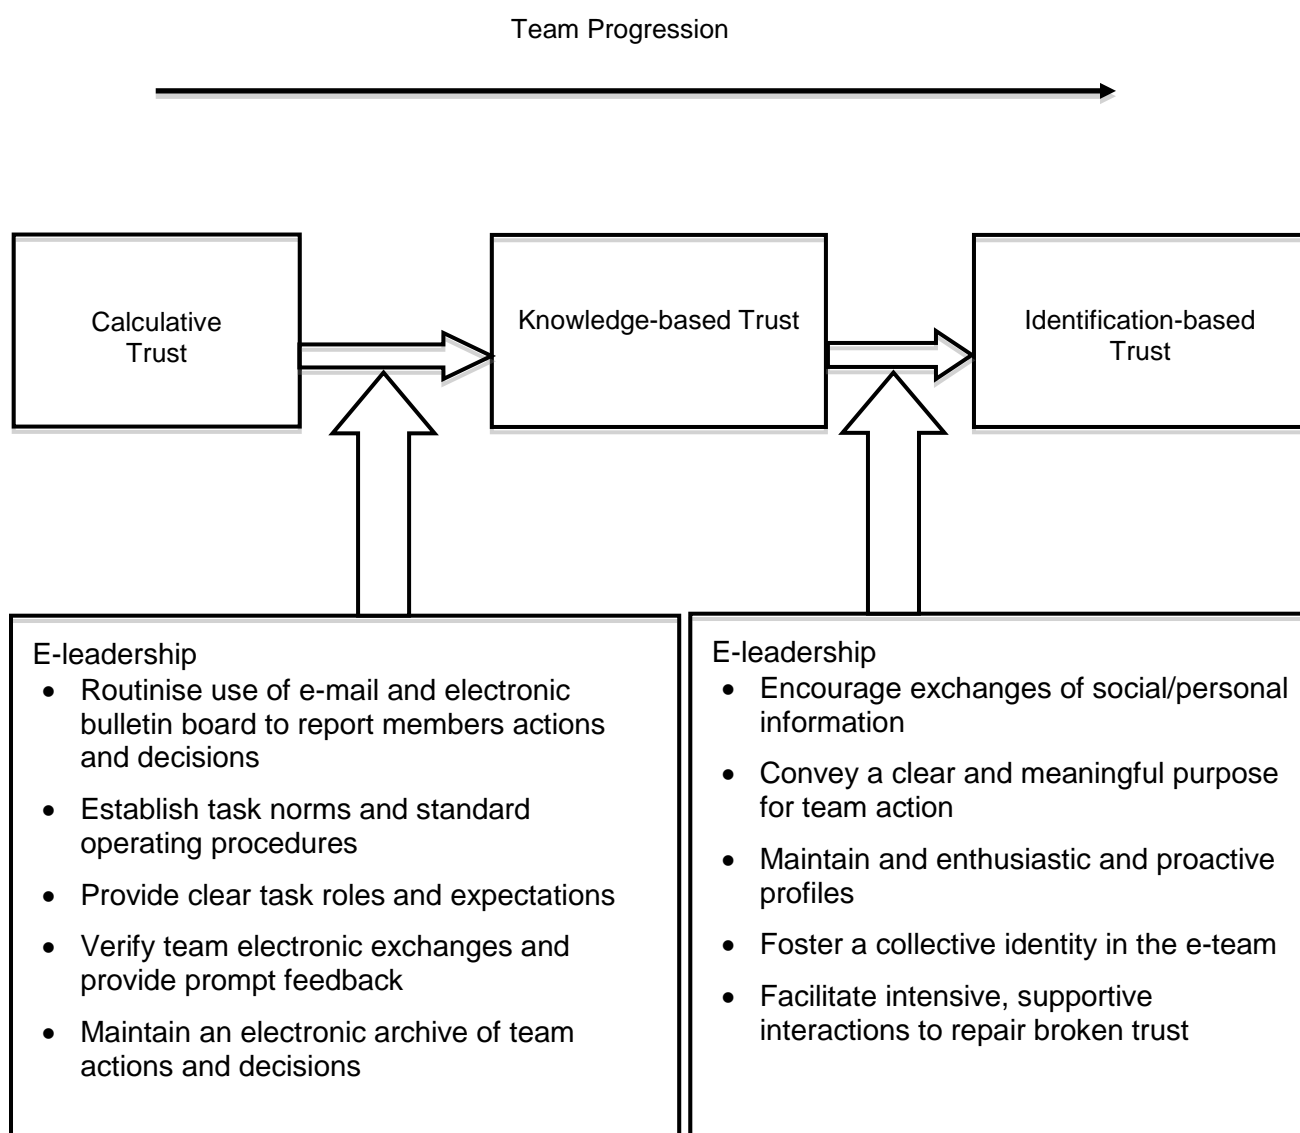 Team Progression
Calculative
Trust
Knowledge-based Trust
Identification-based
Trust
E-leadership
• Routinise use of e-mail and electronic
bulletin board to report members actions
and decisions
• Establish task norms and standard
operating procedures
• Provide clear task roles and expectations
• Verify team electronic exchanges and
provide prompt feedback
• Maintain an electronic archive of team
actions and decisions
E-leadership
• Encourage exchanges of social/personal
information
• Convey a clear and meaningful purpose
for team action
• Maintain and enthusiastic and proactive
profiles
• Foster a collective identity in the e-team
• Facilitate intensive, supportive
interactions to repair broken trust